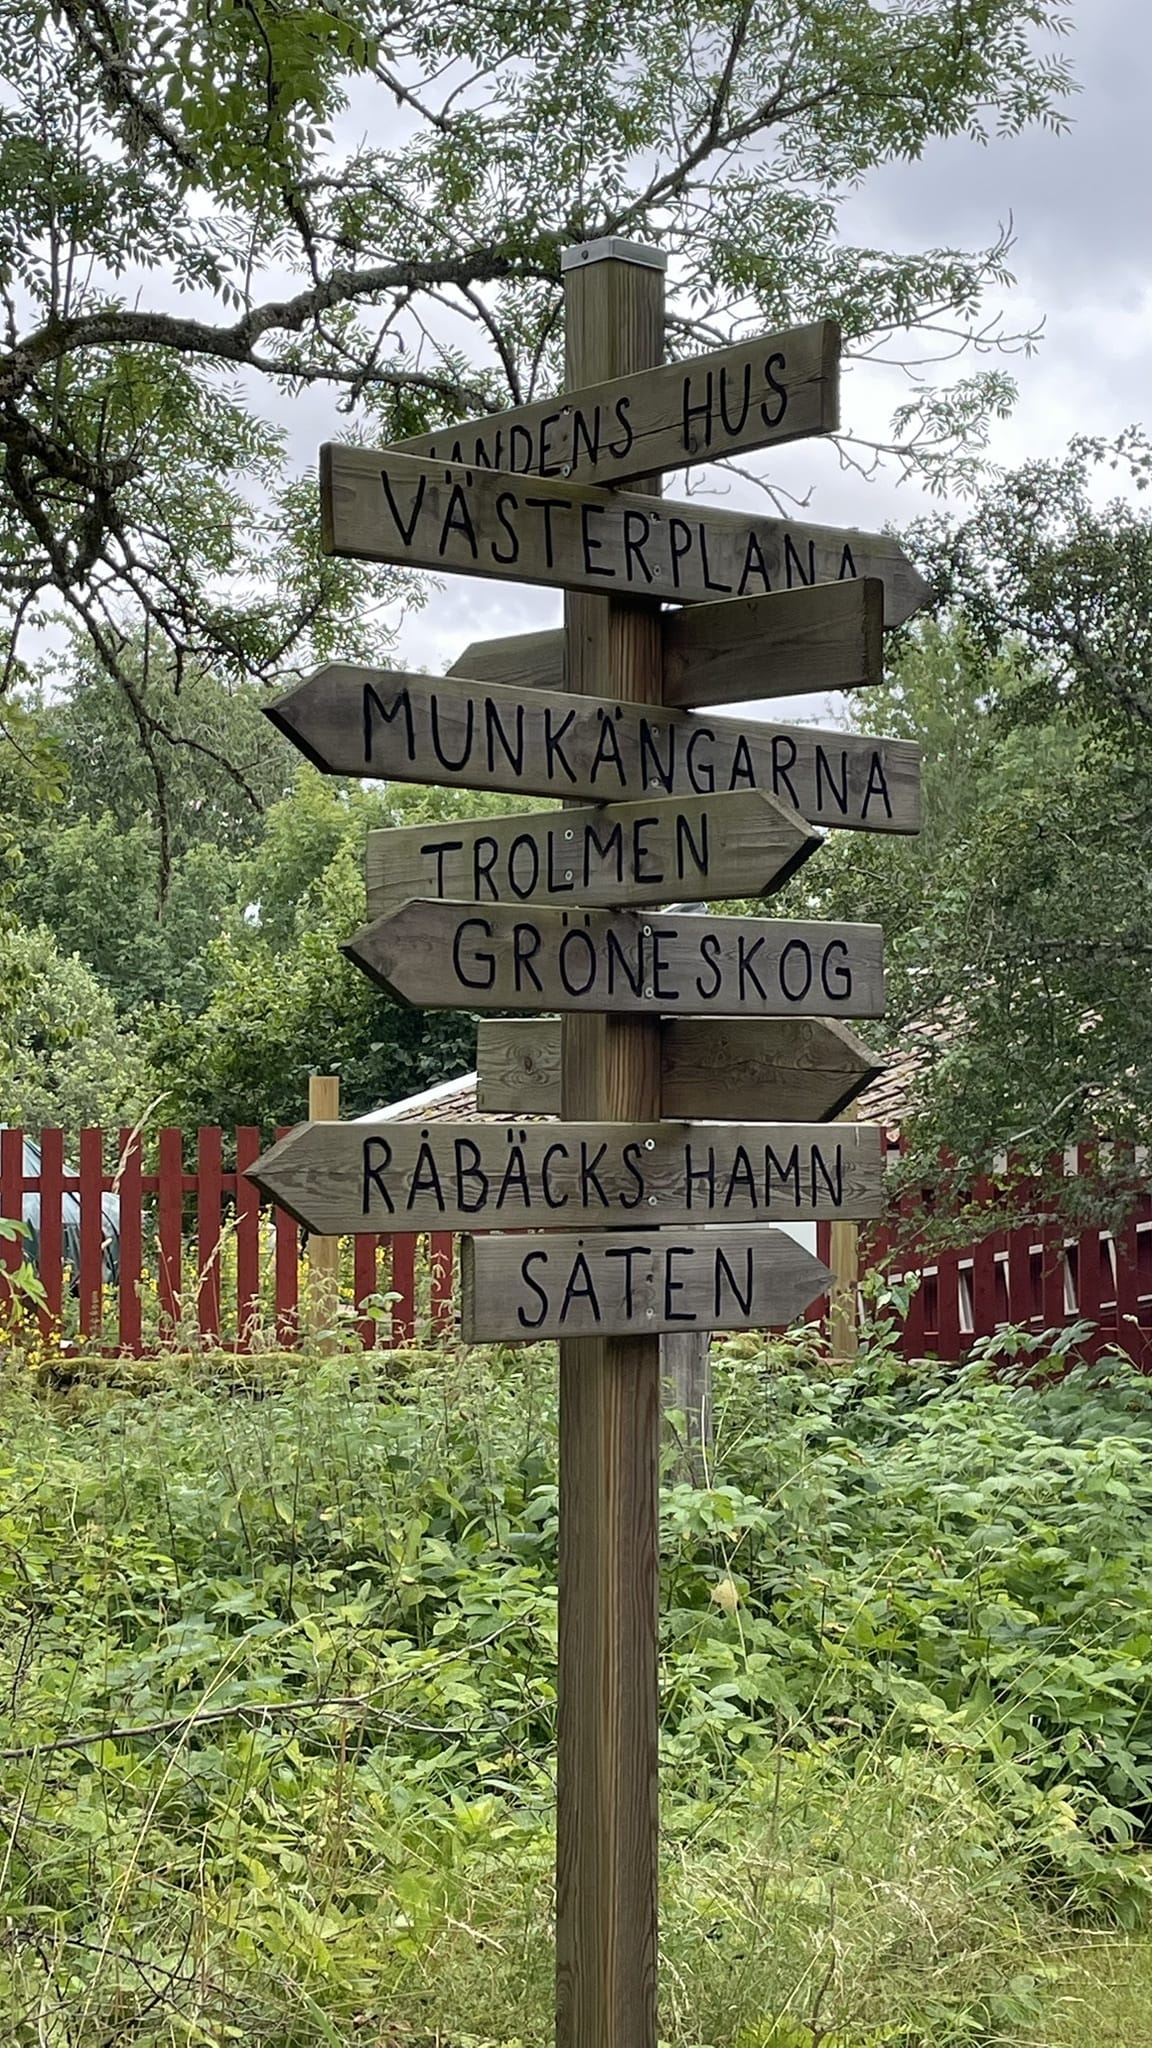 HUS
VÄSTERPLANA
MUNKÄNGARNA
TROLMEN
GRÖNESKOG
RÅBÄCKS HAMN
SÅTEN